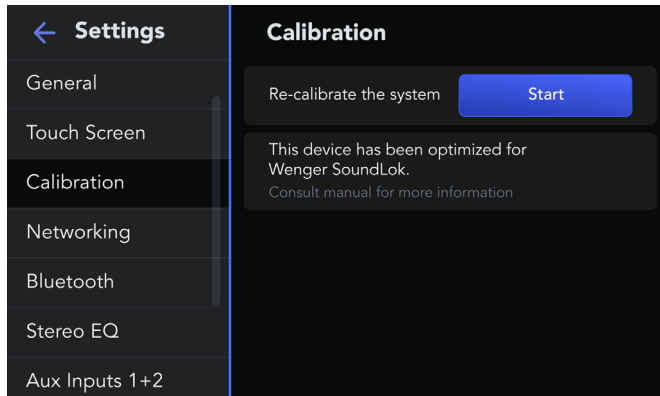 Settings
General
Touch Screen
Calibration
Networking
Bluetooth
Stereo EQ
Aux Inputs 1+2
Calibration
Re-calibrate the system
Start
This device has been optimized for
Wenger SoundLok.
Consult manual for more information